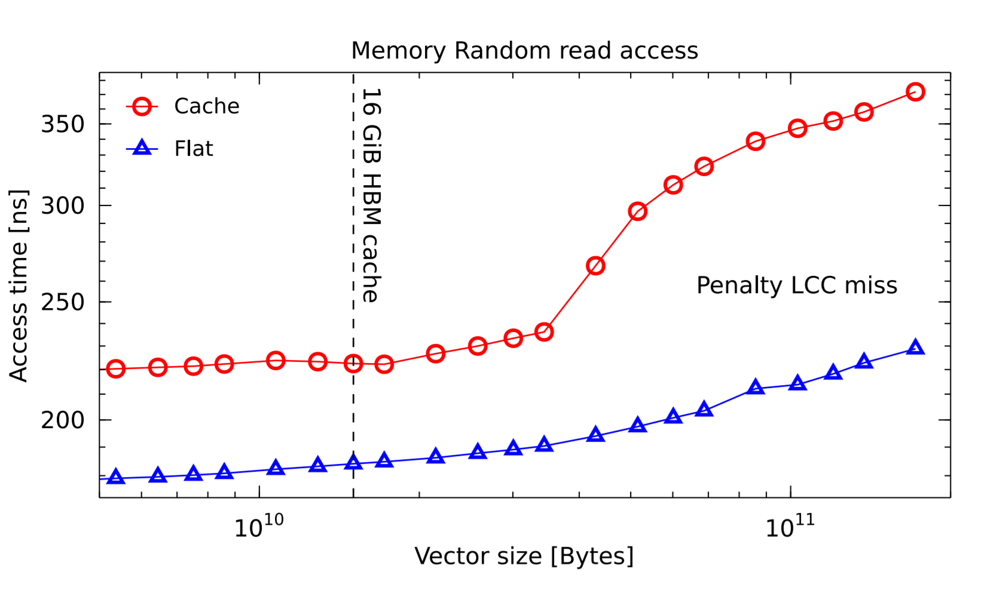 Memory Random read access
Cache
Flat
16 GiB HBM cache
Penalty LCC miss
350
300
250
200
Access time [ns]
10^10
10^11
Vector size [Bytes]